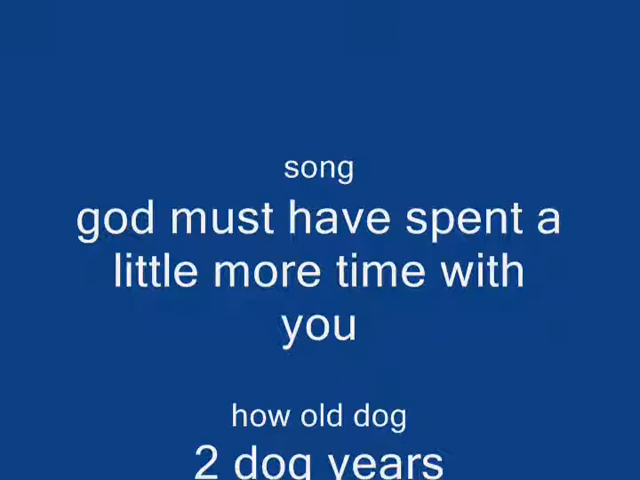 song
god must have spent a
little more time with
you
how old dog
2 dog years